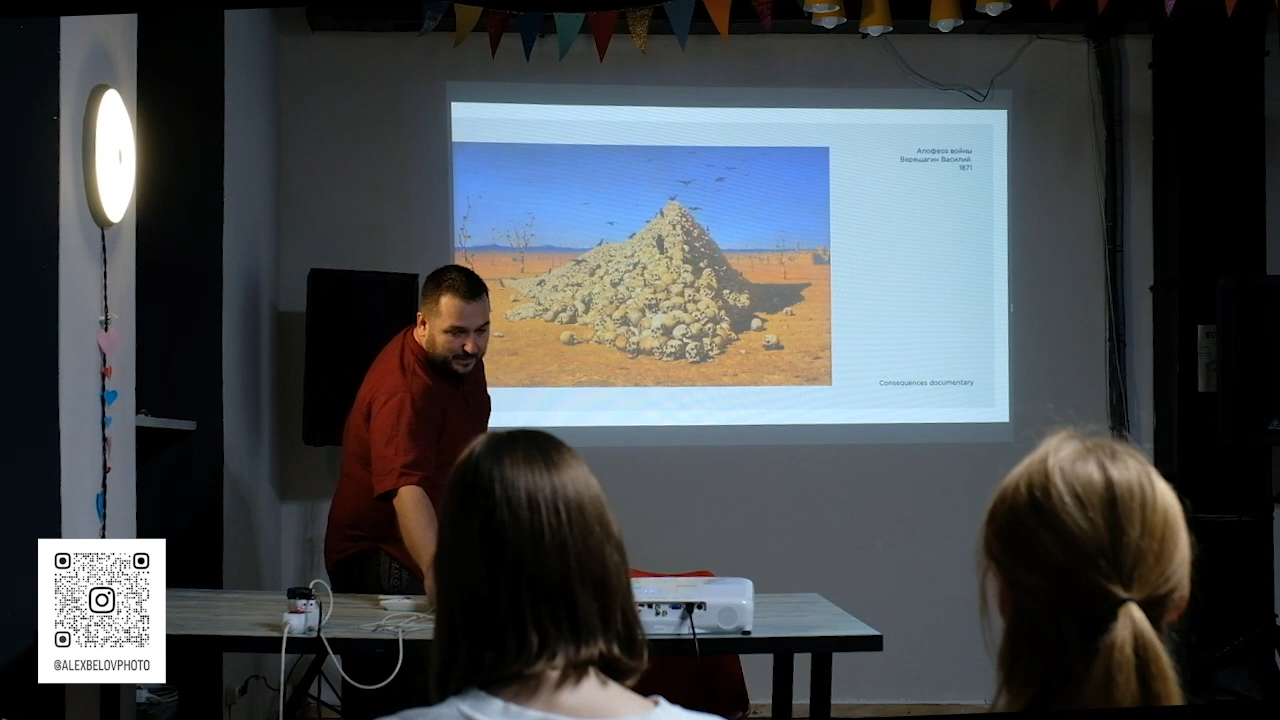 Апофеоз войны
Верещагин Василий.
1871
Consequences documentary
@ALEXBELOVPHOTO